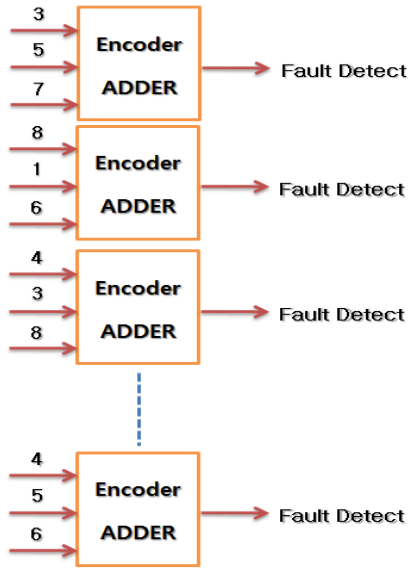 3
5
7
Encoder
ADDER
Fault Detect
8
1
6
Encoder
ADDER
Fault Detect
4
3
8
Encoder
ADDER
Fault Detect
4
5
6
Encoder
ADDER
Fault Detect